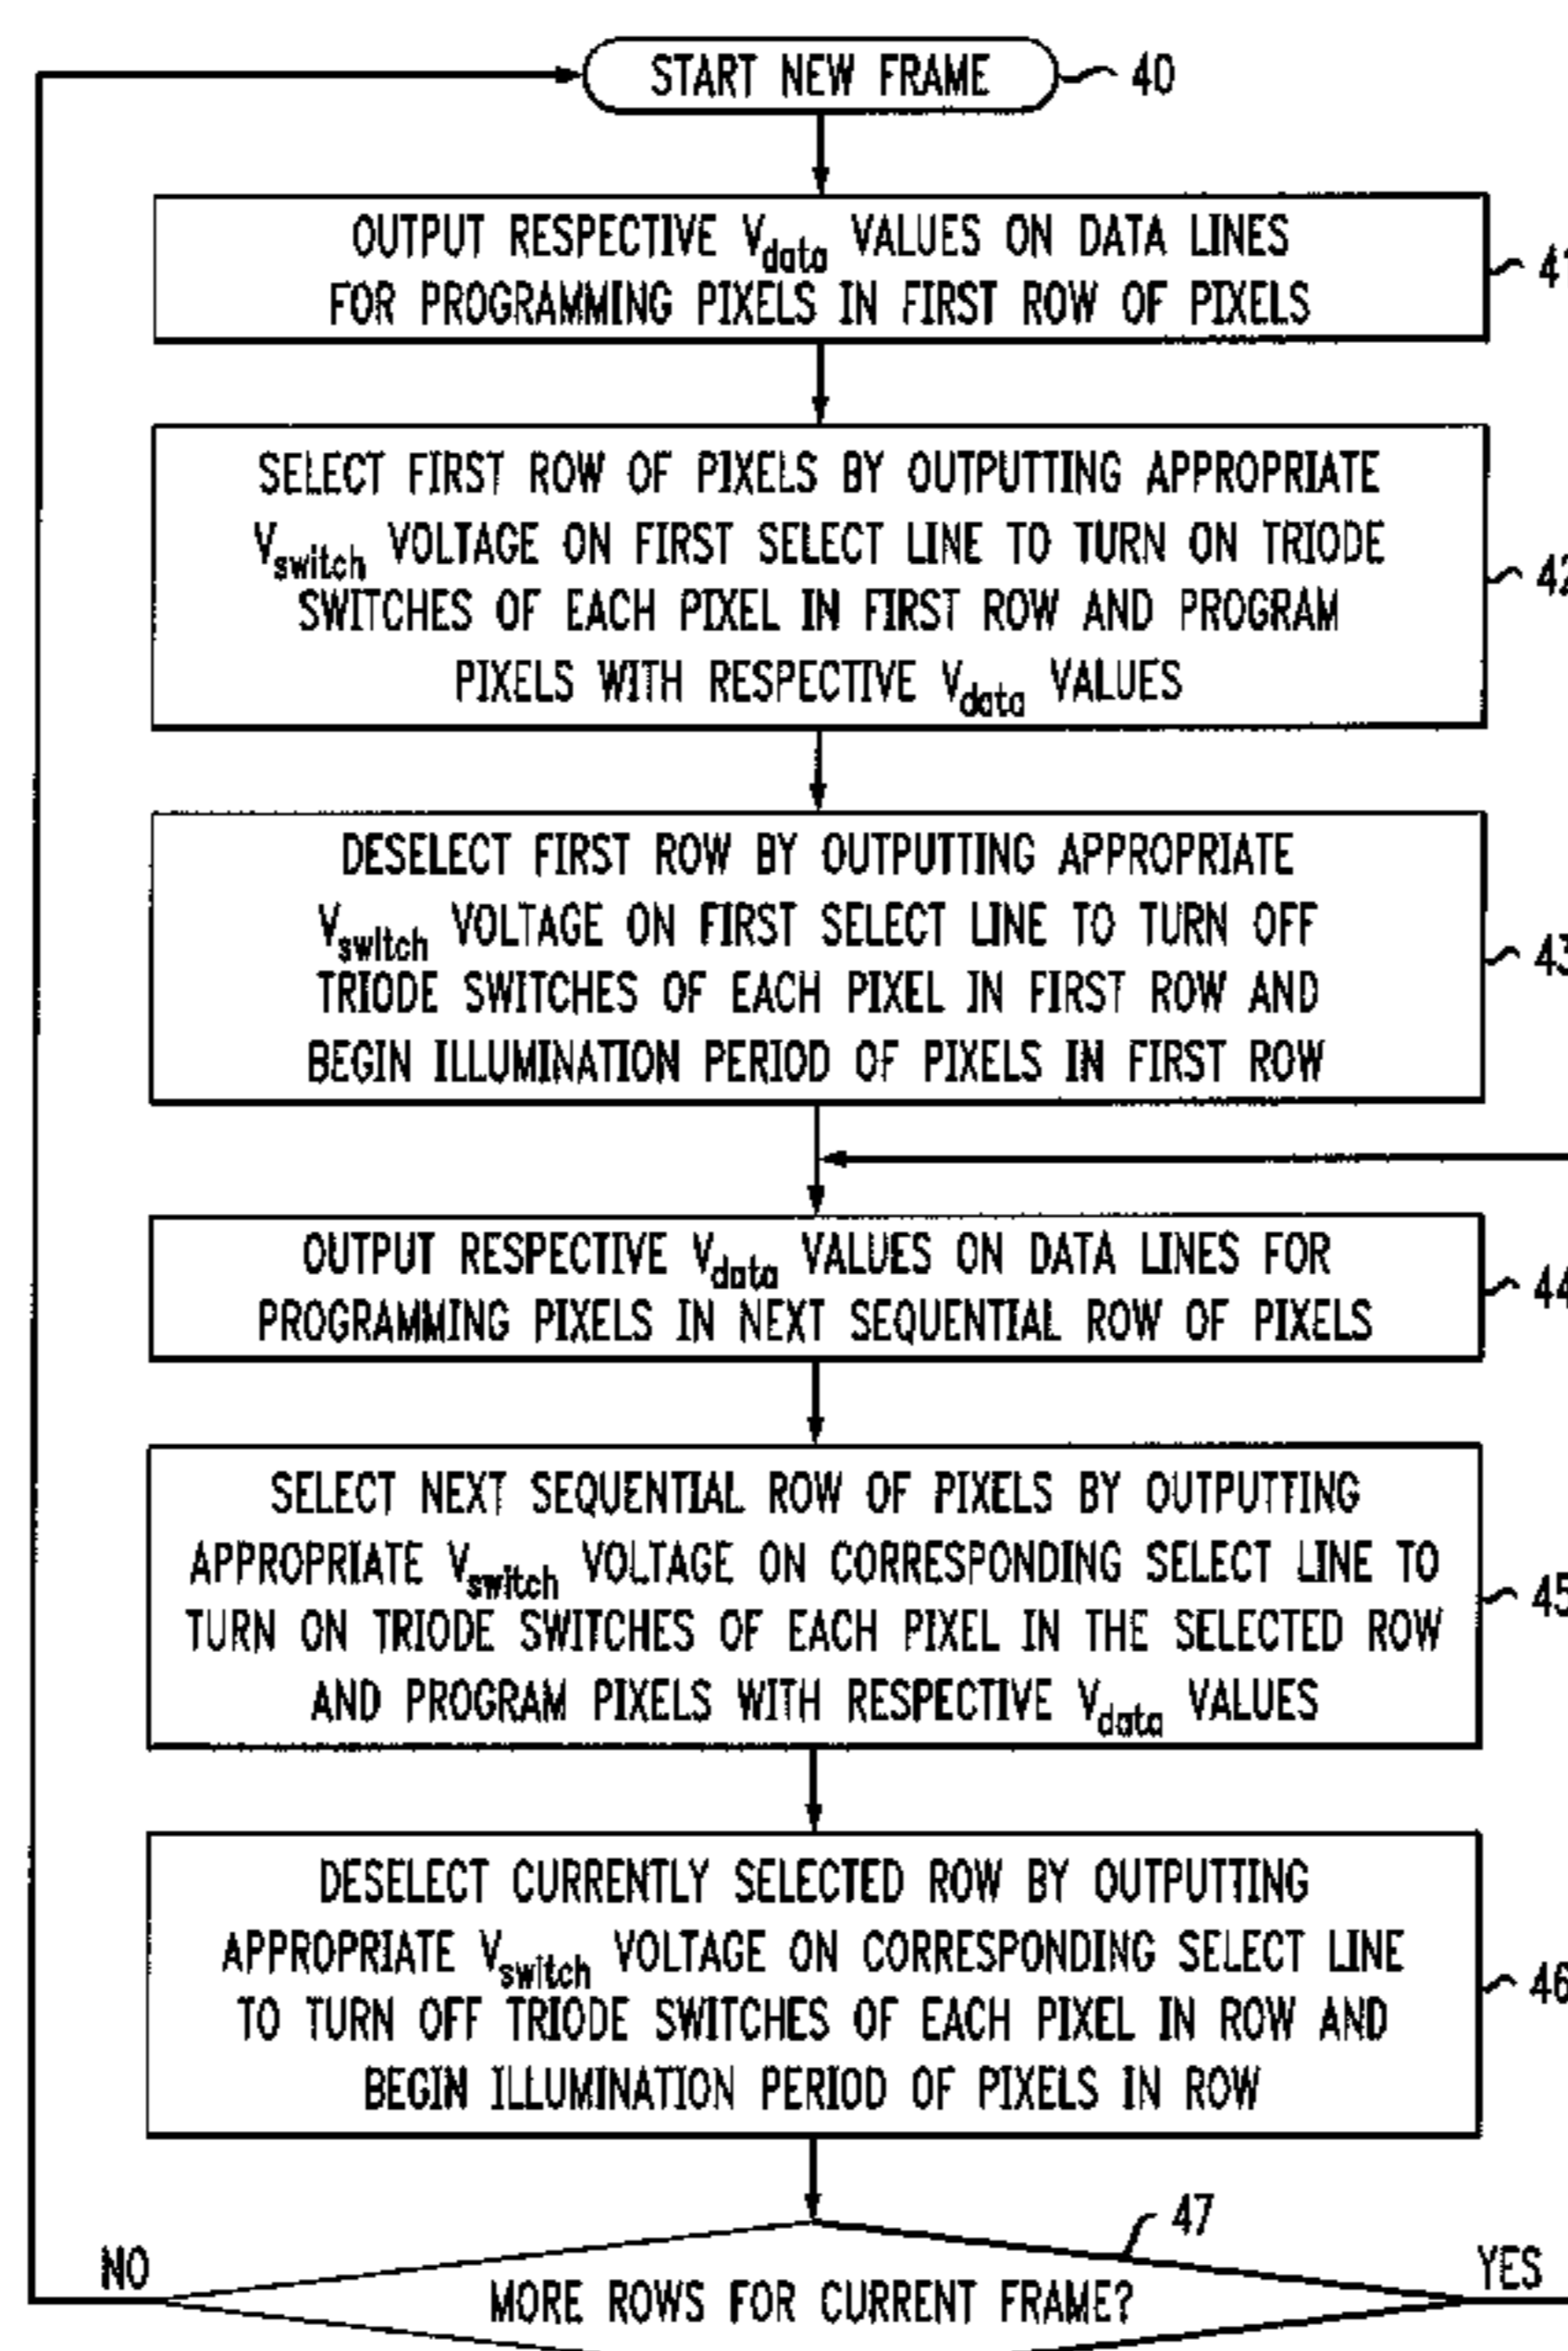 START NEW FRAME
40
OUTPUT RESPECTIVE Vdata VALUES ON DATA LINES
FOR PROGRAMMING PIXELS IN FIRST ROW OF PIXELS
41
SELECT FIRST ROW OF PIXELS BY OUTPUTTING APPROPRIATE
Vswitch VOLTAGE ON FIRST SELECT LINE TO TURN ON TRIODE
SWITCHES OF EACH PIXEL IN FIRST ROW AND PROGRAM
PIXELS WITH RESPECTIVE Vdata VALUES
42
DESELECT FIRST ROW BY OUTPUTTING APPROPRIATE
Vswitch VOLTAGE ON FIRST SELECT LINE TO TURN OFF
TRIODE SWITCHES OF EACH PIXEL IN FIRST ROW AND
BEGIN ILLUMINATION PERIOD OF PIXELS IN FIRST ROW
43
OUTPUT RESPECTIVE Vdata VALUES ON DATA LINES FOR
PROGRAMMING PIXELS IN NEXT SEQUENTIAL ROW OF PIXELS
44
SELECT NEXT SEQUENTIAL ROW OF PIXELS BY OUTPUTTING
APPROPRIATE Vswitch VOLTAGE ON CORRESPONDING SELECT LINE TO
TURN ON TRIODE SWITCHES OF EACH PIXEL IN THE SELECTED ROW
AND PROGRAM PIXELS WITH RESPECTIVE Vdata VALUES
45
DESELECT CURRENTLY SELECTED ROW BY OUTPUTTING
APPROPRIATE Vswitch VOLTAGE ON CORRESPONDING SELECT LINE
TO TURN OFF TRIODE SWITCHES OF EACH PIXEL IN ROW AND
BEGIN ILLUMINATION PERIOD OF PIXELS IN ROW
46
47
NO
MORE ROWS FOR CURRENT FRAME?
YES